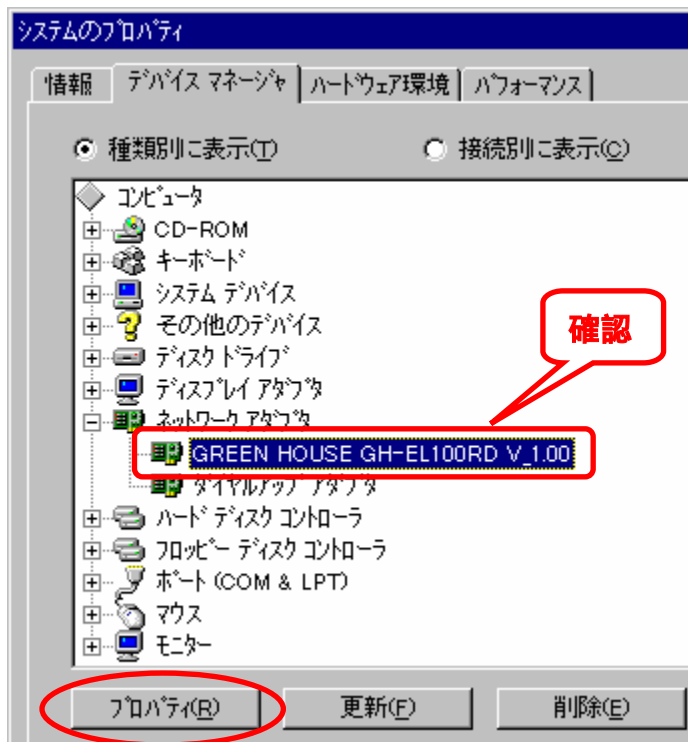 システムのプロパティ
情報 デバイス マネージャ ハードウェア環境 パフォーマンス
種類別に表示(T) 接続別に表示(C)
コンピュータ
CD-ROM
キーボード
システム デバイス
その他のデバイス
ディスク ドライブ
ディスプレイ アダプタ
ネットワーク アダプタ
GREEN HOUSE GH-EL100RD V_1.00
ダイヤルアップ アダプタ
ハード ディスク コントローラ
フロッピー ディスク コントローラ
ポート (COM & LPT)
マウス
モニター
確認
プロパティ(R) 更新(F) 削除(E)